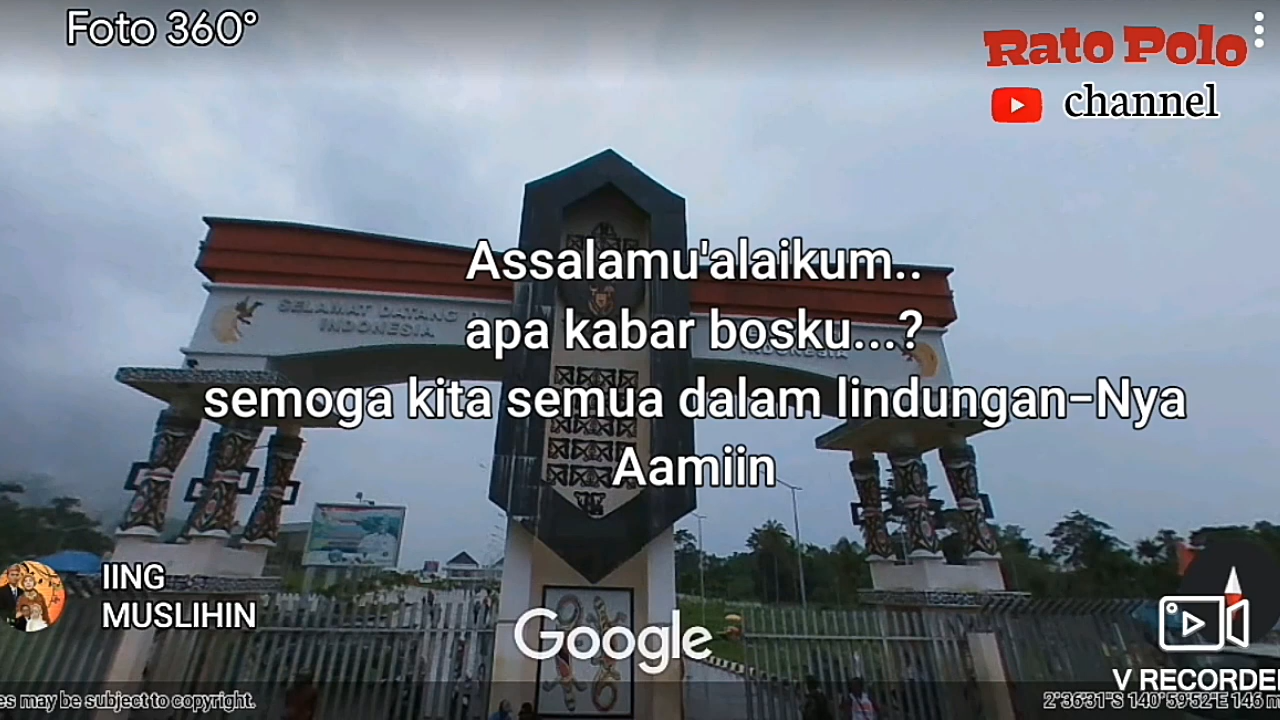 Foto 360°
Rato Polo
channel
Assalamu'alaikum..
apa kabar bosku...?
semoga kita semua dalam lindungan-Nya
Aamiin
SELAMAT DATANG
INDONESIA
INDONESIA
IING
MUSLIHIN
Google
V RECORDE
es may be subject to copyright.
2°36'31"S 140°59'52"E 146 m